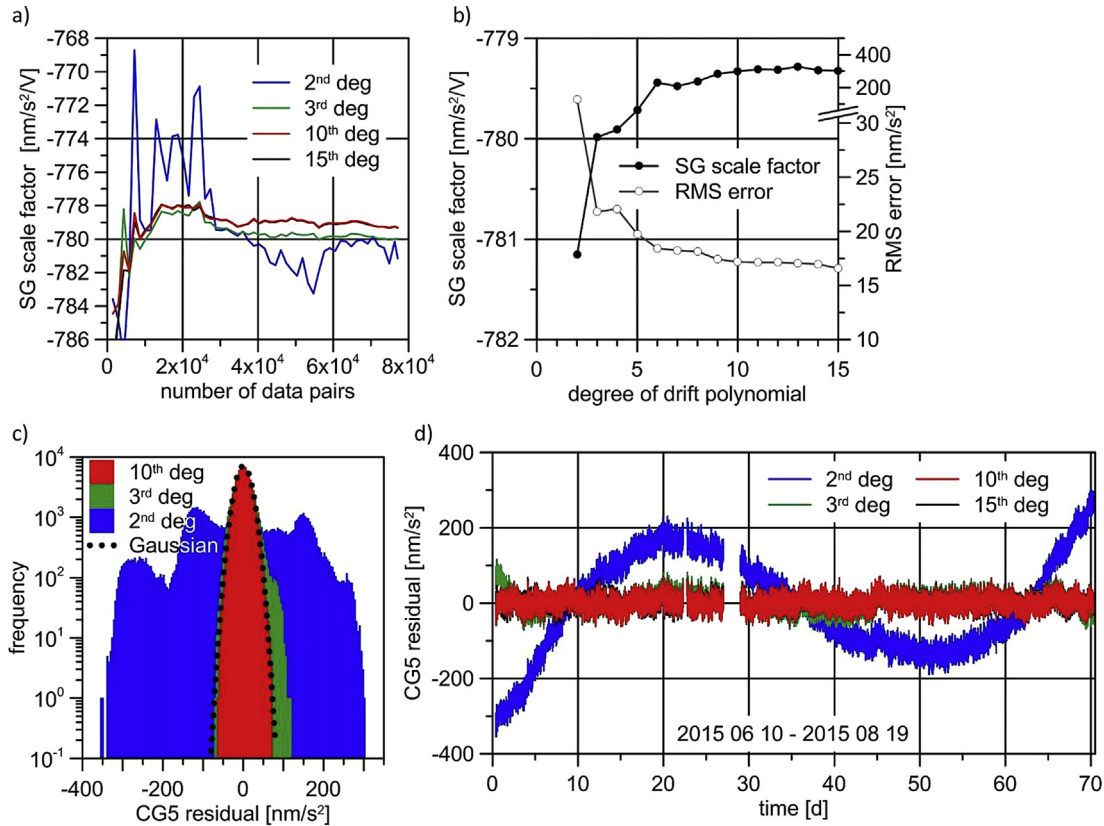 a)
-768
-770
-772
-774
-776
-778
-780
-782
-784
-786
SG scale factor [nm/s²/V]
2nd deg
3rd deg
10th deg
15th deg
0 2x10⁴ 4x10⁴ 6x10⁴ 8x10⁴
number of data pairs
b)
-779
-780
-781
-782
SG scale factor [nm/s²/V]
SG scale factor
RMS error
400
200
30
25
20
15
10
RMS error [nm/s²]
0 5 10 15
degree of drift polynomial
c)
10⁴
10³
10²
10¹
10⁰
10⁻¹
frequency
10th deg
3rd deg
2nd deg
Gaussian
-400 -200 0 200
CG5 residual [nm/s²]
d)
400
200
0
-200
-400
CG5 residual [nm/s²]
2nd deg 10th deg
3rd deg 15th deg
2015 06 10 - 2015 08 19
0 10 20 30 40 50 60 70
time [d]